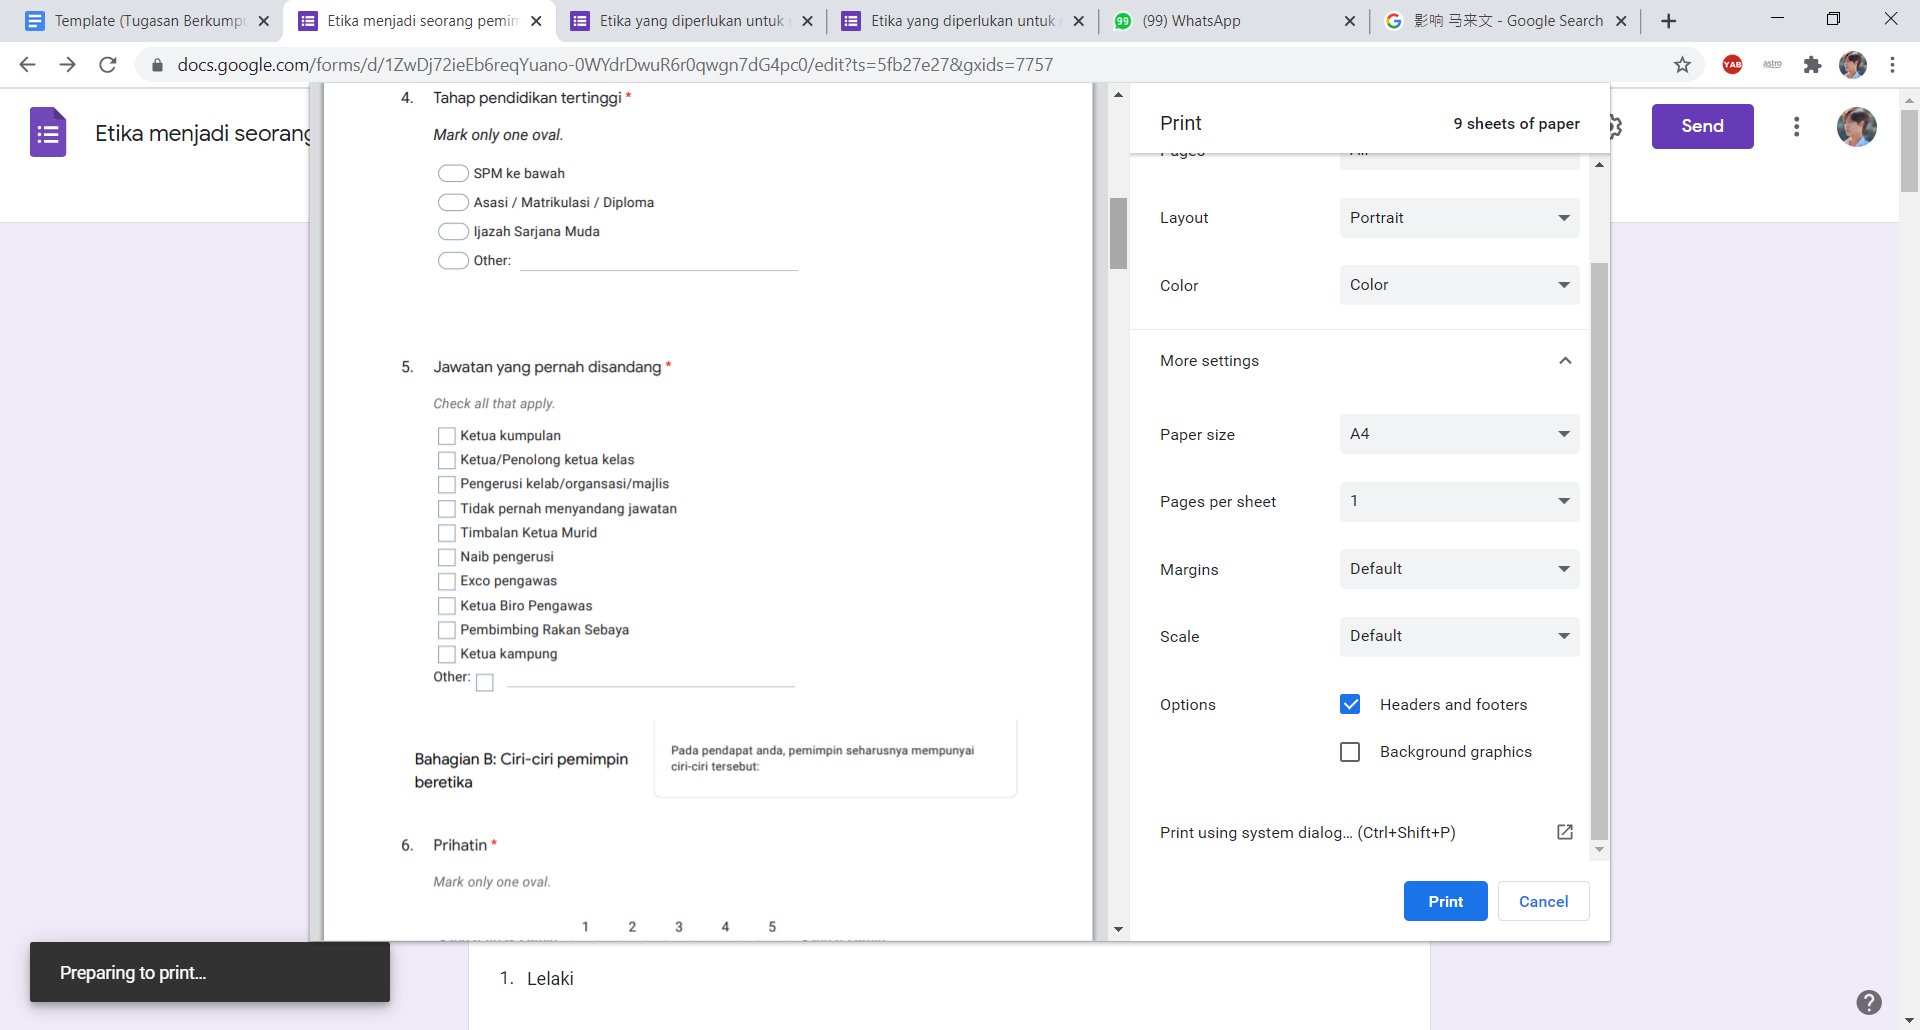 Template (Tugasan Berkumpu
Etika menjadi seorang pemim
Etika yang diperlukan untuk
Etika yang diperlukan untuk
99
(99) WhatsApp
影响 马来文 - Google Search
docs.google.com/forms/d/1ZwDj72ieEb6reqYuano-0WYdrDwuR6r0qwgn7dG4pc0/edit?ts=5fb27e27&gxids=7757
YAB
astro
Etika menjadi seorang
Send
4. Tahap pendidikan tertinggi *
Mark only one oval.
SPM ke bawah
Asasi / Matrikulasi / Diploma
Ijazah Sarjana Muda
Other:
5. Jawatan yang pernah disandang *
Check all that apply.
Ketua kumpulan
Ketua/Penolong ketua kelas
Pengerusi kelab/organsasi/majlis
Tidak pernah menyandang jawatan
Timbalan Ketua Murid
Naib pengerusi
Exco pengawas
Ketua Biro Pengawas
Pembimbing Rakan Sebaya
Ketua kampung
Other:
Bahagian B: Ciri-ciri pemimpin
beretika
Pada pendapat anda, pemimpin seharusnya mempunyai
ciri-ciri tersebut:
6. Prihatin *
Mark only one oval.
1 2 3 4 5
Print
9 sheets of paper
Pages
All
Layout
Portrait
Color
Color
More settings
Paper size
A4
Pages per sheet
1
Margins
Default
Scale
Default
Options
Headers and footers
Background graphics
Print using system dialog... (Ctrl+Shift+P)
Print
Cancel
Preparing to print...
1. Lelaki